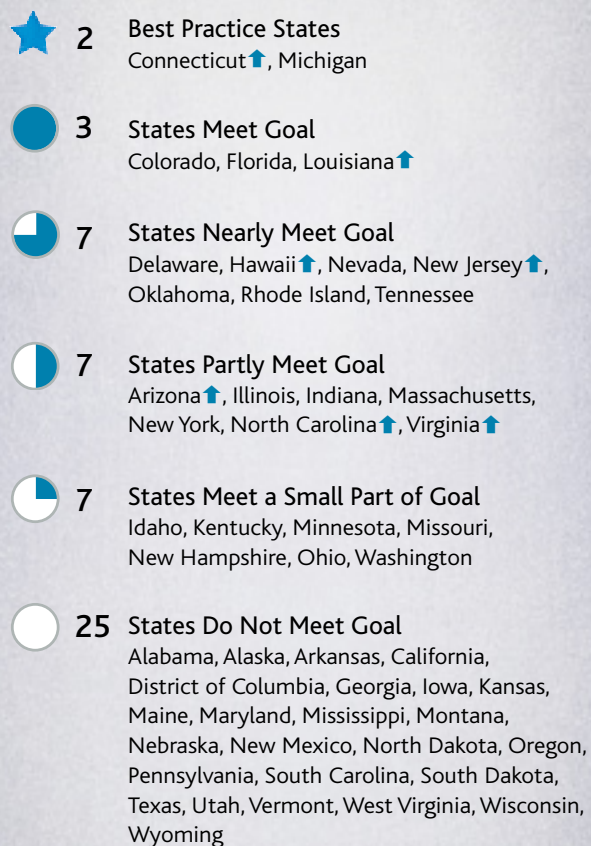 2 Best Practice States
Connecticut⬆, Michigan
3 States Meet Goal
Colorado, Florida, Louisiana⬆
7 States Nearly Meet Goal
Delaware, Hawaii⬆, Nevada, New Jersey⬆,
Oklahoma, Rhode Island, Tennessee
7 States Partly Meet Goal
Arizona⬆, Illinois, Indiana, Massachusetts,
New York, North Carolina⬆, Virginia⬆
7 States Meet a Small Part of Goal
Idaho, Kentucky, Minnesota, Missouri,
New Hampshire, Ohio, Washington
25 States Do Not Meet Goal
Alabama, Alaska, Arkansas, California,
District of Columbia, Georgia, Iowa, Kansas,
Maine, Maryland, Mississippi, Montana,
Nebraska, New Mexico, North Dakota, Oregon,
Pennsylvania, South Carolina, South Dakota,
Texas, Utah, Vermont, West Virginia, Wisconsin,
Wyoming